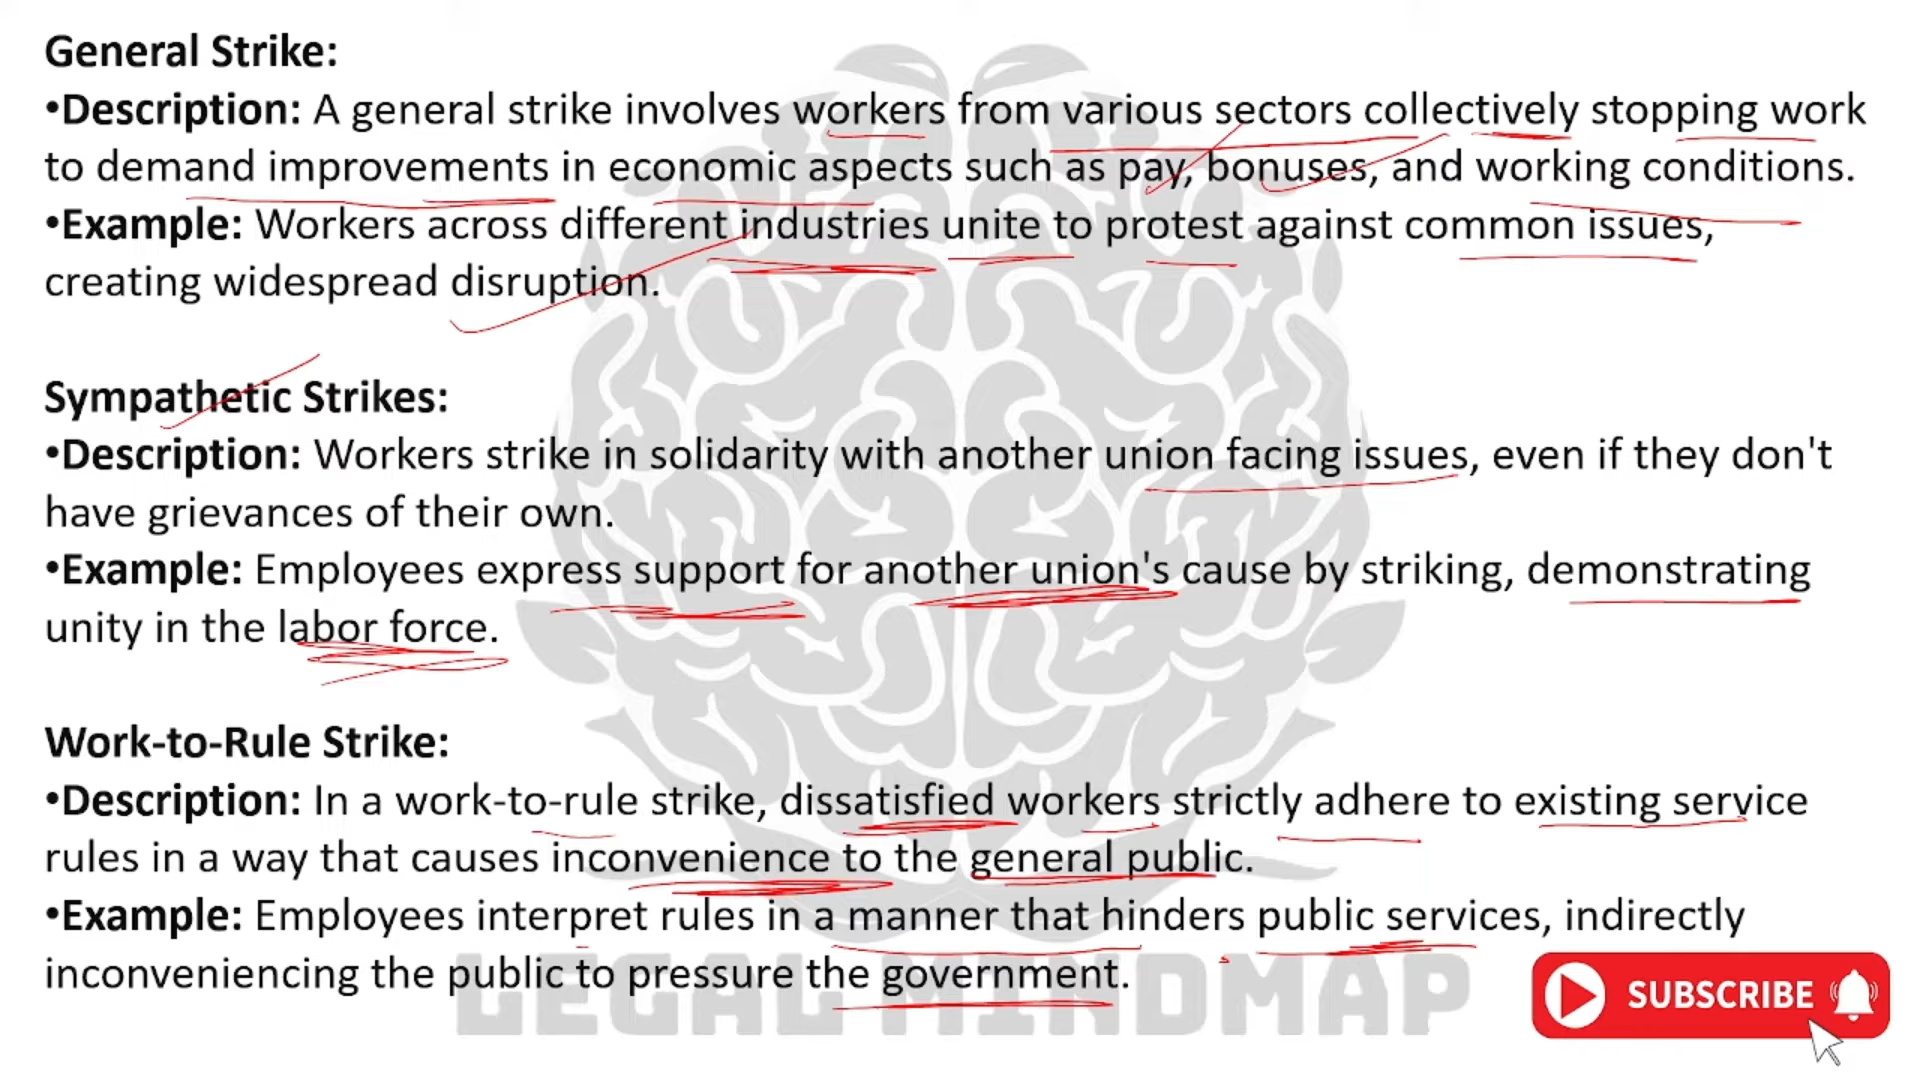 General Strike:
•Description: A general strike involves workers from various sectors collectively stopping work
to demand improvements in economic aspects such as pay, bonuses, and working conditions.
•Example: Workers across different industries unite to protest against common issues,
creating widespread disruption.
Sympathetic Strikes:
•Description: Workers strike in solidarity with another union facing issues, even if they don't
have grievances of their own.
•Example: Employees express support for another union's cause by striking, demonstrating
unity in the labor force.
Work-to-Rule Strike:
•Description: In a work-to-rule strike, dissatisfied workers strictly adhere to existing service
rules in a way that causes inconvenience to the general public.
•Example: Employees interpret rules in a manner that hinders public services, indirectly
inconveniencing the public to pressure the government.
LEGAL MINDMAP
SUBSCRIBE